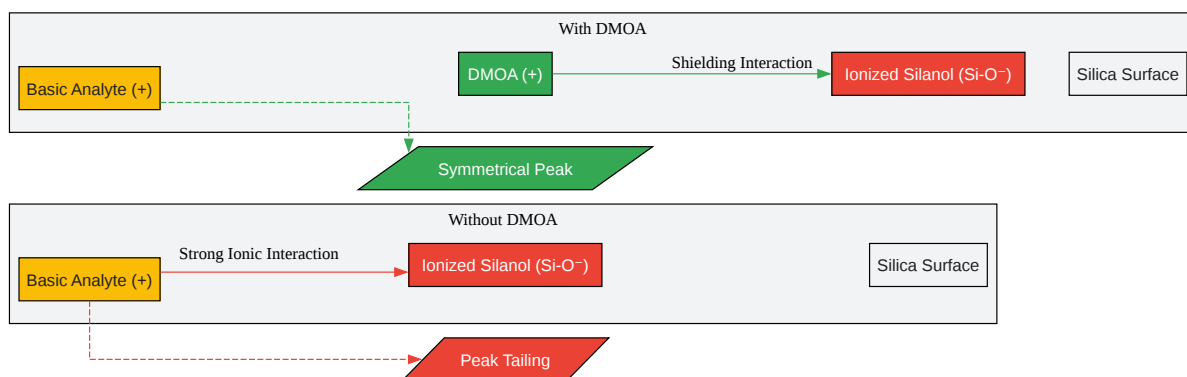 With DMOA
Basic Analyte (+)
DMOA (+)
Shielding Interaction
Ionized Silanol (Si-O⁻)
Silica Surface
Symmetrical Peak
Without DMOA
Basic Analyte (+)
Strong Ionic Interaction
Ionized Silanol (Si-O⁻)
Silica Surface
Peak Tailing